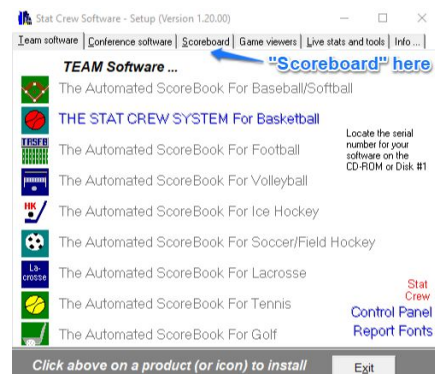 Stat Crew Software - Setup (Version 1.20.00)
Team software Conference software Scoreboard Game viewers Live stats and tools Info ...
"Scoreboard" here
TEAM Software ...
The Automated ScoreBook For Baseball/Softball
THE STAT CREW SYSTEM For Basketball
Locate the serial
number for your
software on the
CD-ROM or Disk #1
TASFB
The Automated ScoreBook For Football
The Automated ScoreBook For Volleyball
HK
The Automated ScoreBook For Ice Hockey
The Automated ScoreBook For Soccer/Field Hockey
La-
crosse
The Automated ScoreBook For Lacrosse
The Automated ScoreBook For Tennis
The Automated ScoreBook For Golf
Stat
Crew
Control Panel
Report Fonts
Click above on a product (or icon) to install
Exit